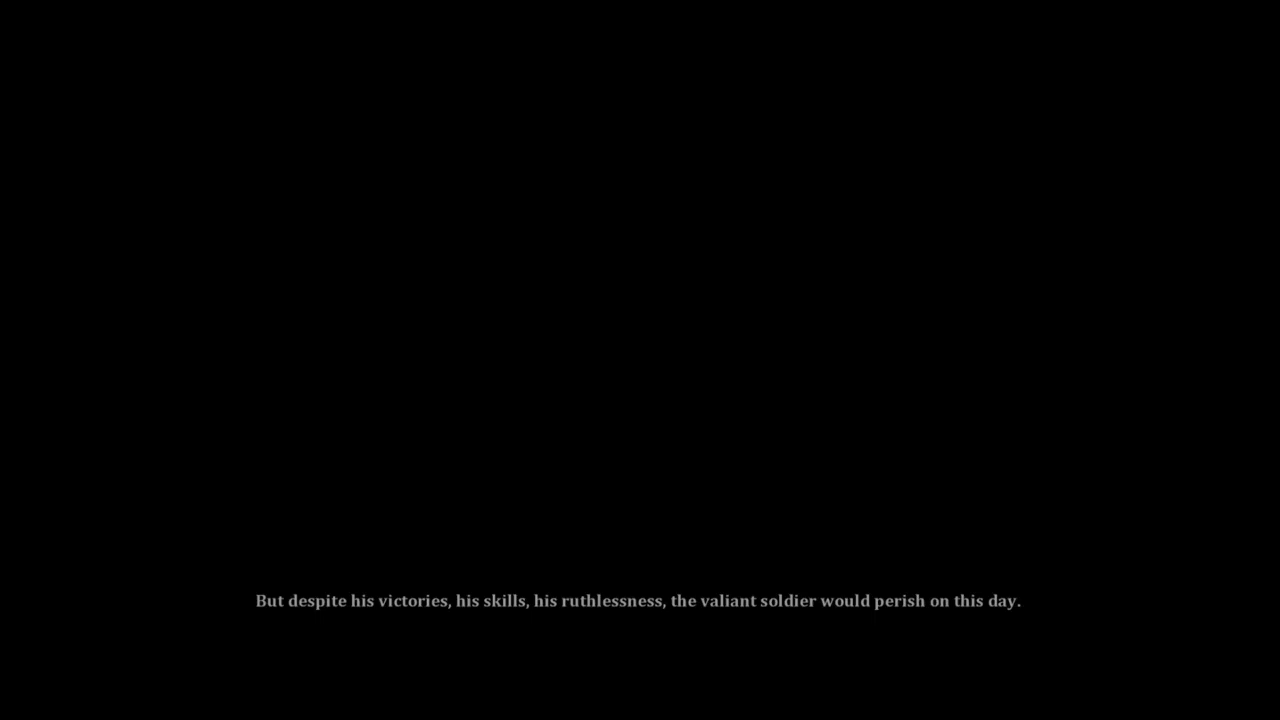 But despite his victories, his skills, his ruthlessness, the valiant soldier would perish on this day.